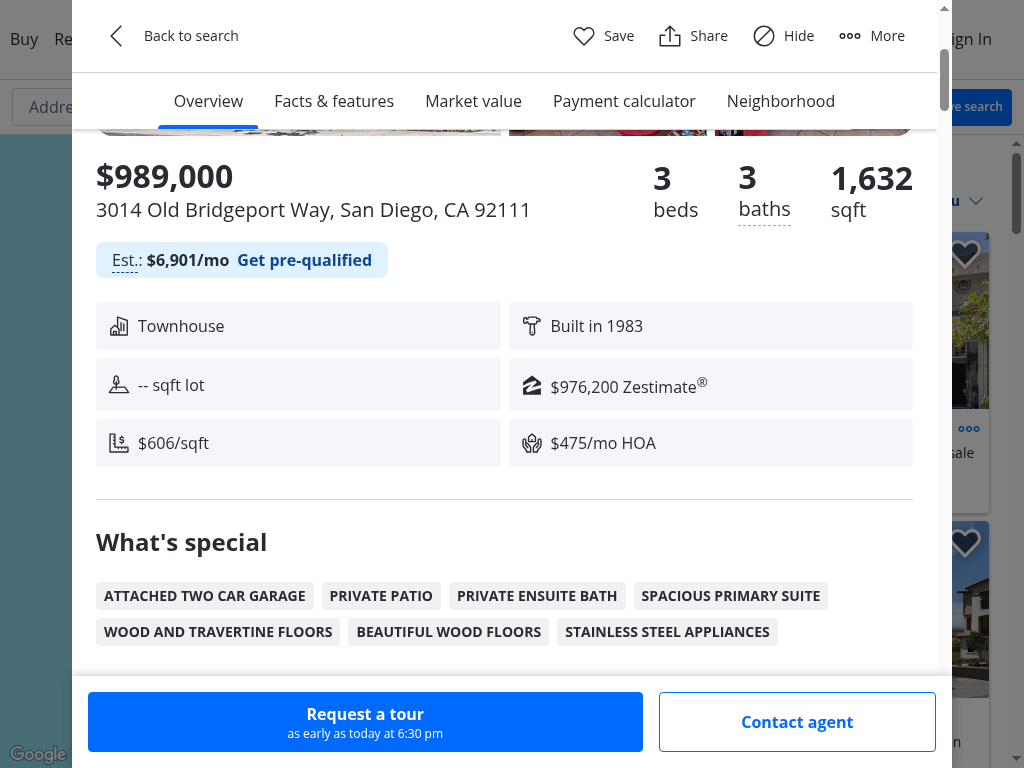 Buy
Re
Back to search
Save
Share
Hide
More
ign In
Addre
ve search
Overview
Facts & features
Market value
Payment calculator
Neighborhood
$989,000
3014 Old Bridgeport Way, San Diego, CA 92111
3
beds
3
baths
1,632
sqft
u
Est.: $6,901/mo Get pre-qualified
Townhouse
Built in 1983
-- sqft lot
$976,200 Zestimate®
$606/sqft
$475/mo HOA
sale
What's special
ATTACHED TWO CAR GARAGE
PRIVATE PATIO
PRIVATE ENSUITE BATH
SPACIOUS PRIMARY SUITE
WOOD AND TRAVERTINE FLOORS
BEAUTIFUL WOOD FLOORS
STAINLESS STEEL APPLIANCES
Request a tour
as early as today at 6:30 pm
Contact agent
n
Google